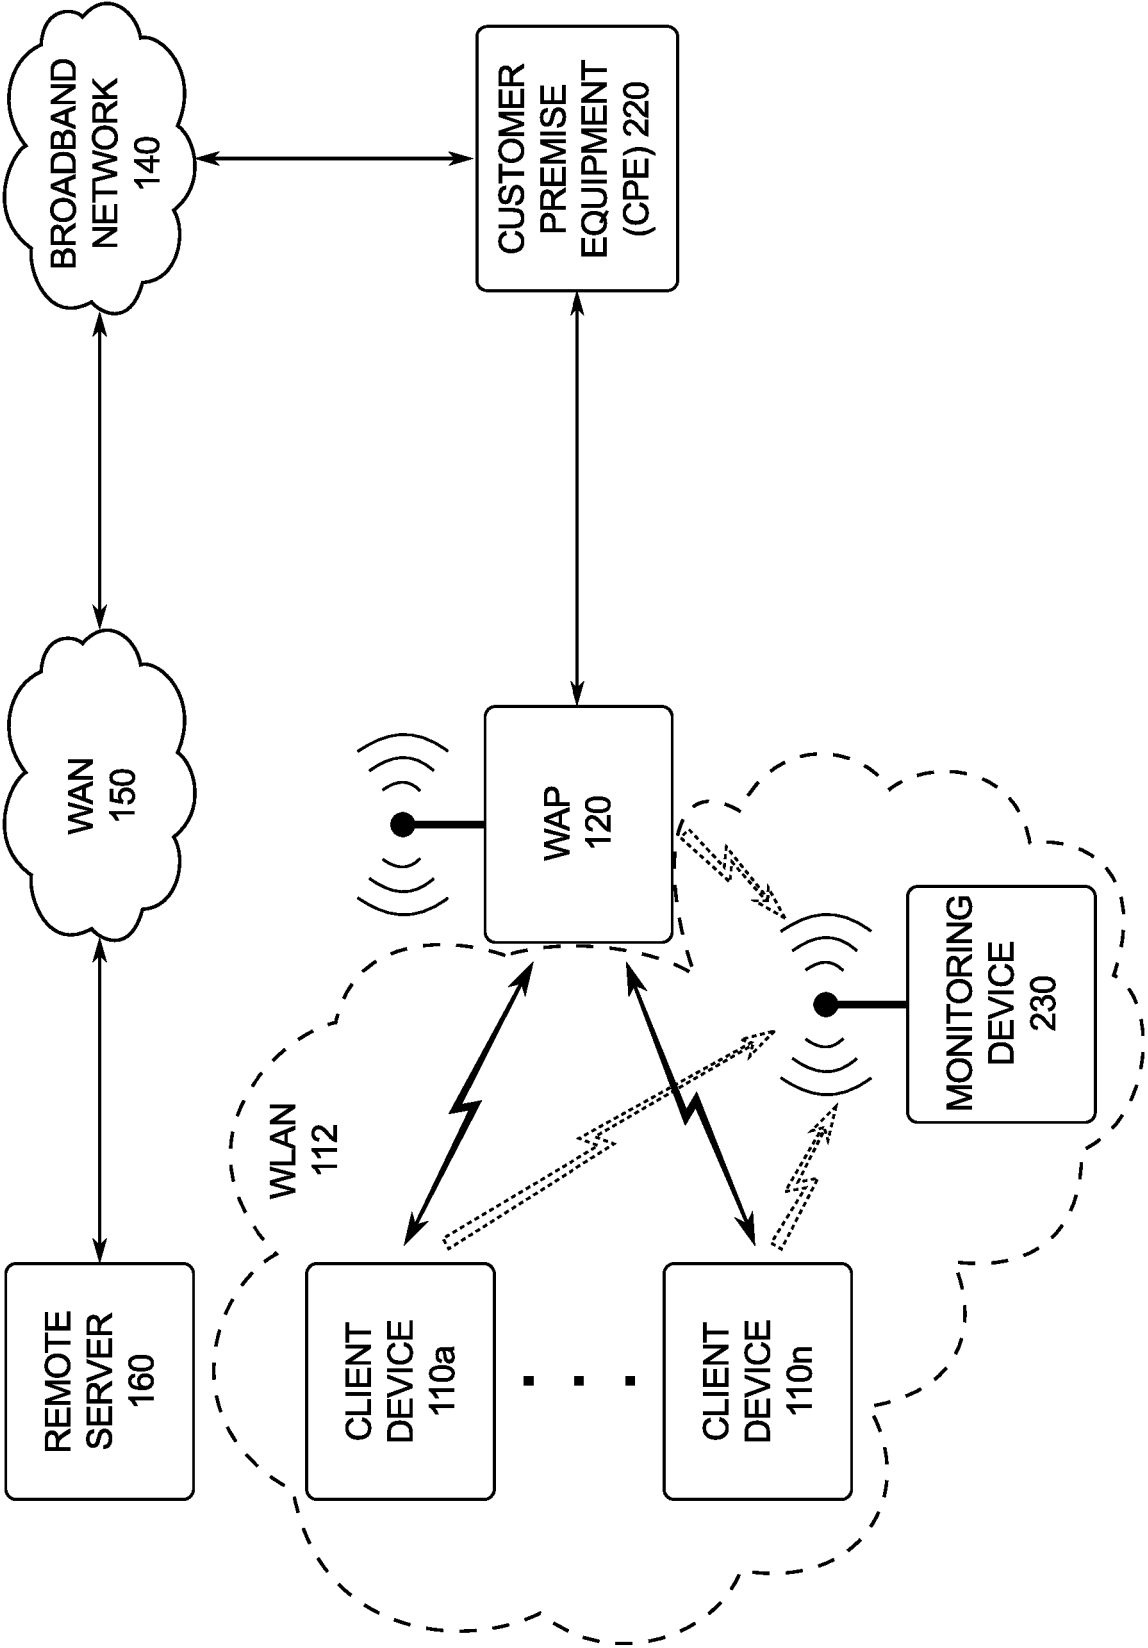 REMOTE
SERVER
160
WAN
150
BROADBAND
NETWORK
140
WLAN
112
CLIENT
DEVICE
110a
WAP
120
CUSTOMER
PREMISE
EQUIPMENT
(CPE) 220
CLIENT
DEVICE
110n
MONITORING
DEVICE
230